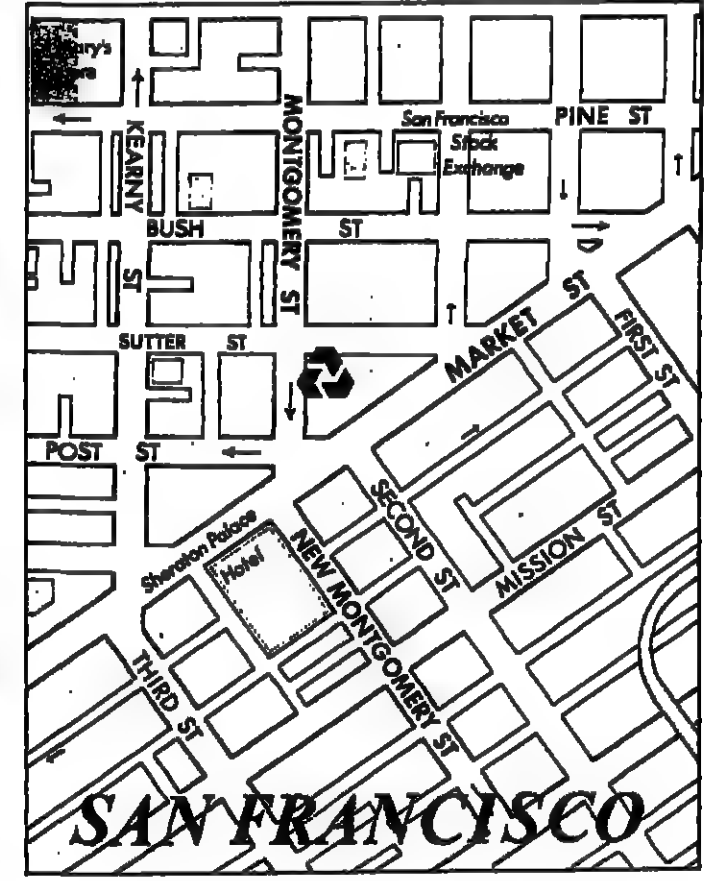 San Francisco
Stock
Exchange
PINE ST
KEARNY
ST
MONTGOMERY ST
BUSH ST
SUTTER ST
MARKET ST
FIRST ST
POST ST
SECOND ST
MISSION ST
Sheraton Palace
Hotel
NEW MONTGOMERY ST
THIRD ST
SAN FRANCISCO